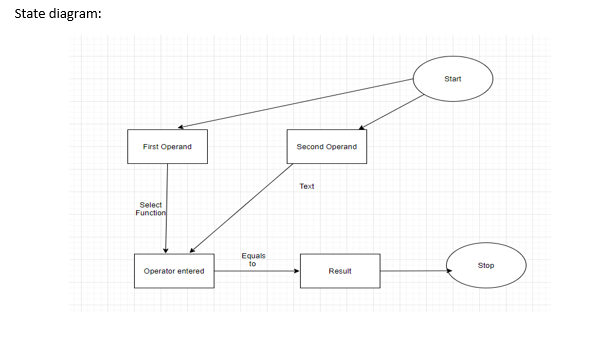 State diagram:
Start
First Operand
Second Operand
Text
Select
Function
Equals
to
Operator entered
Result
Stop